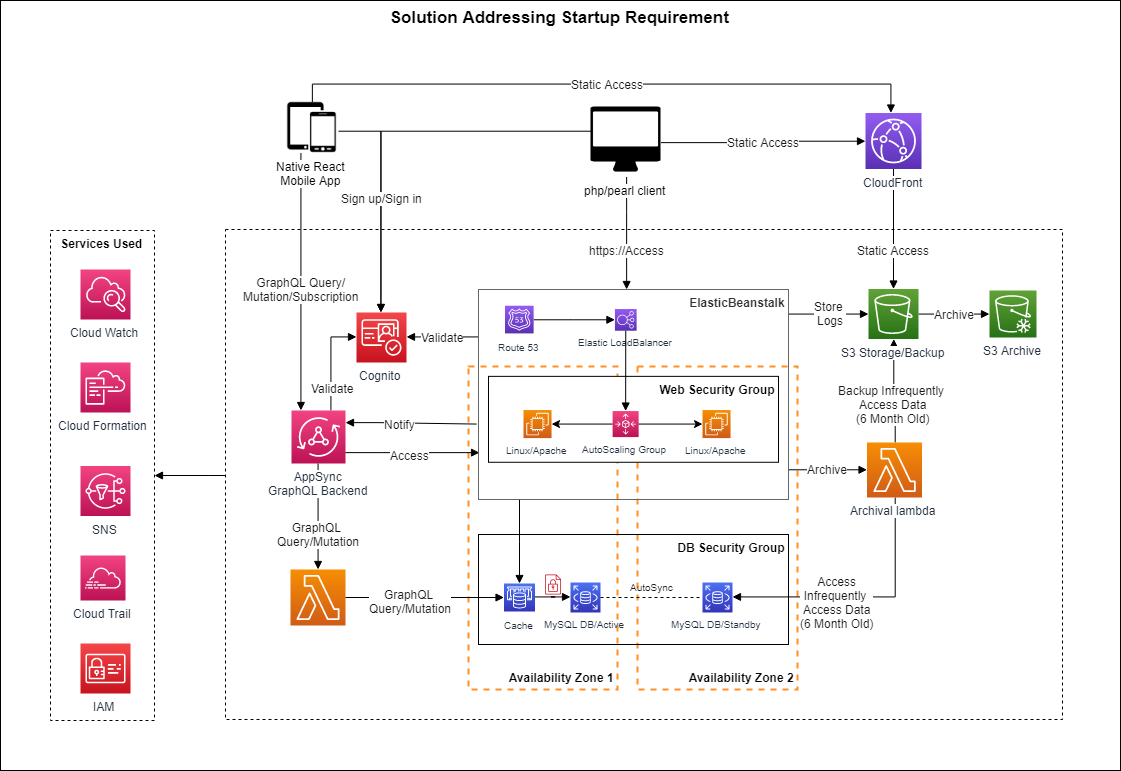 Solution Addressing Startup Requirement
Static Access
Static Access
Native React
Mobile App
php/pearl client
CloudFront
Sign up/Sign in
Services Used
https://Access
Static Access
Cloud Watch
GraphQL Query/
Mutation/Subscription
ElasticBeanstalk
53
Route 53
Elastic LoadBalancer
Store
Logs
Archive
S3 Storage/Backup
S3 Archive
Validate
Cognito
Validate
Cloud Formation
Web Security Group
Linux/Apache
AutoScaling Group
Linux/Apache
Backup Infrequently
Access Data
(6 Month Old)
Notify
Access
AppSync
GraphQL Backend
Archive
Archival lambda
SNS
GraphQL
Query/Mutation
DB Security Group
Cloud Trail
GraphQL
Query/Mutation
Cache
MySQL DB/Active
AutoSync
MySQL DB/Standby
Access
Infrequently
Access Data
(6 Month Old)
Availability Zone 1
Availability Zone 2
IAM